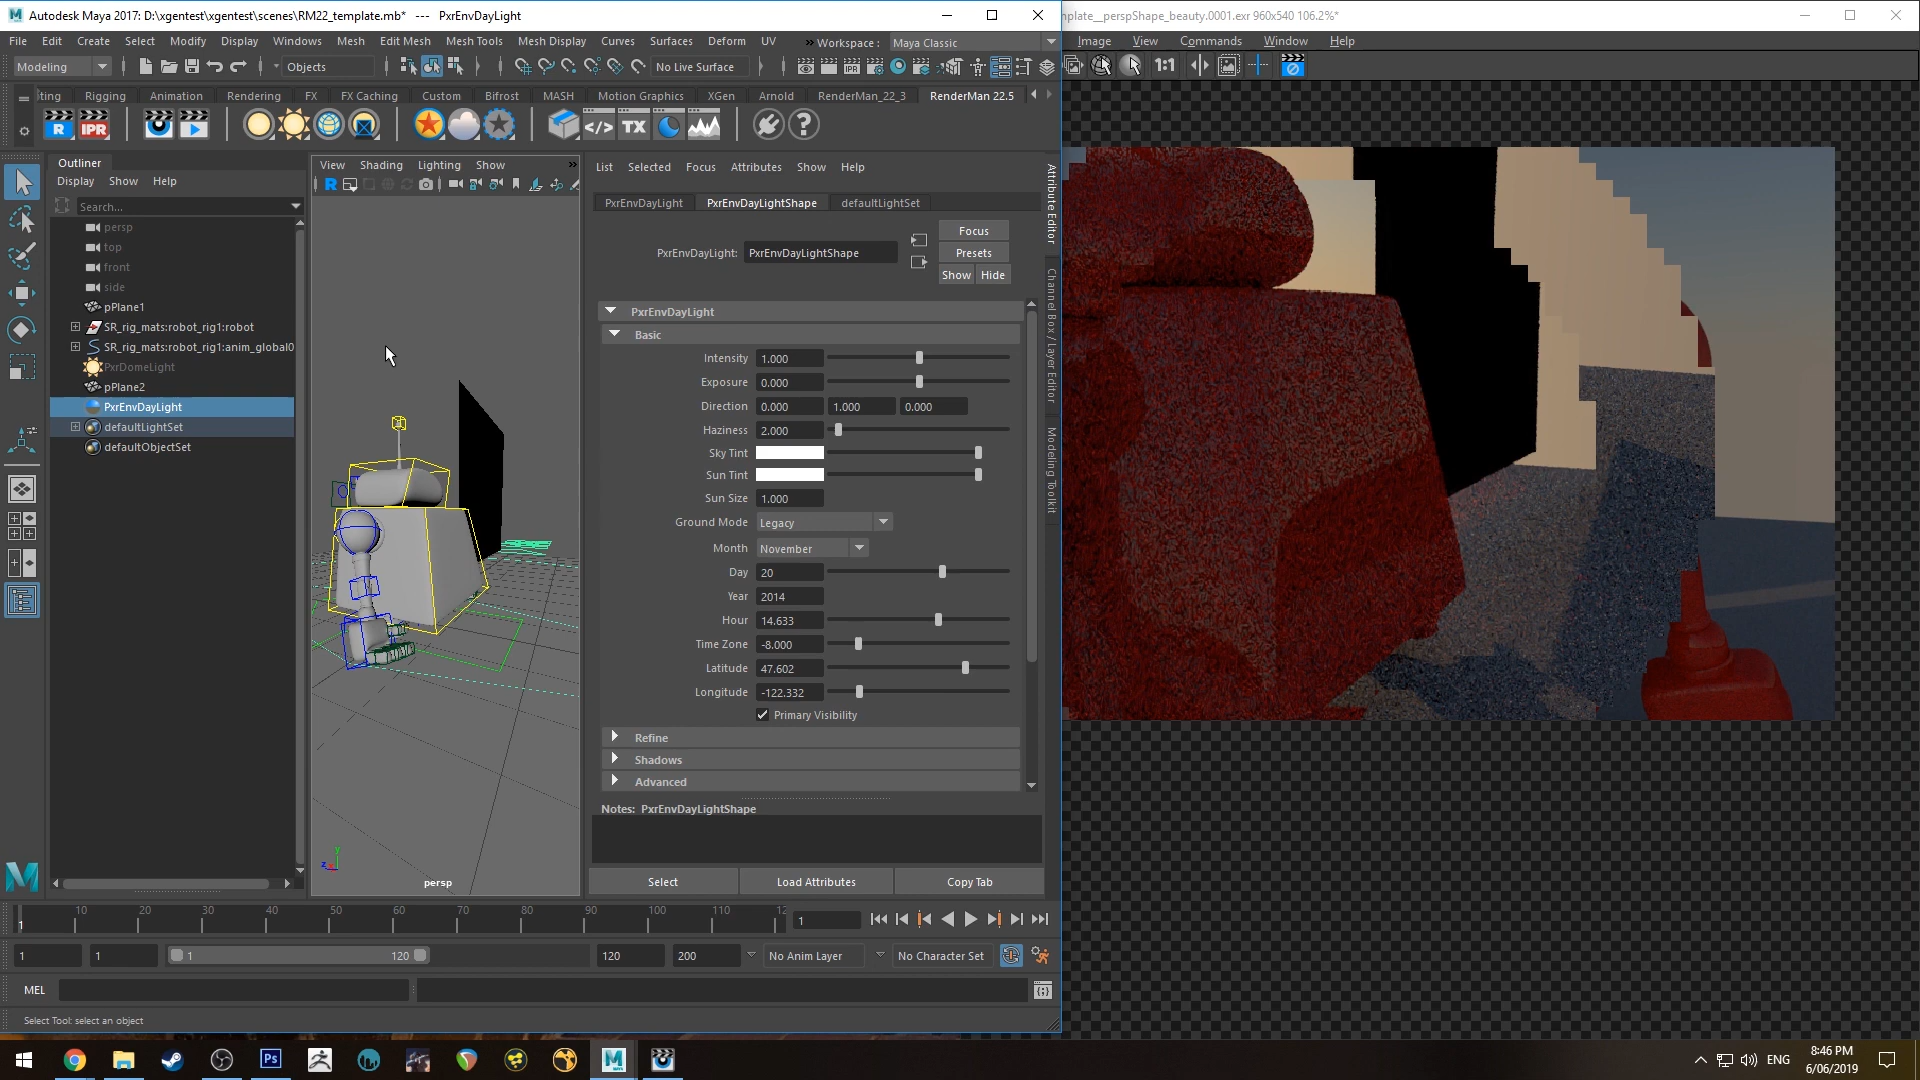 Autodesk Maya 2017: D:\xgentest\xgentest\scenes\RM22_template.mb*   ---   PxrEnvDayLight
nplate__perspShape_beauty.0001.exr 960x540 106.2%*
File Edit Create Select Modify Display Windows Mesh Edit Mesh Mesh Tools Mesh Display Curves Surfaces Deform UV » Workspace : Maya Classic
Image View Commands Window Help
Modeling Objects No Live Surface
IPR
1:1
ting Rigging Animation Rendering FX FX Caching Custom Bifrost MASH Motion Graphics XGen Arnold RenderMan_22_3 RenderMan 22.5
R IPR </> TX ?
Outliner
Display Show Help
Search...
persp
top
front
side
pPlane1
SR_rig_mats:robot_rig1:robot
SR_rig_mats:robot_rig1:anim_global0
PxrDomeLight
pPlane2
PxrEnvDayLight
defaultLightSet
defaultObjectSet
View Shading Lighting Show »
R
y
z x
persp
List Selected Focus Attributes Show Help
PxrEnvDayLight PxrEnvDayLightShape defaultLightSet
PxrEnvDayLight: PxrEnvDayLightShape
Focus
Presets
Show Hide
PxrEnvDayLight
Basic
Intensity 1.000
Exposure 0.000
Direction 0.000 1.000 0.000
Haziness 2.000
Sky Tint
Sun Tint
Sun Size 1.000
Ground Mode Legacy
Month November
Day 20
Year 2014
Hour 14.633
Time Zone -8.000
Latitude 47.602
Longitude -122.332
Primary Visibility
Refine
Shadows
Advanced
Notes: PxrEnvDayLightShape
Select Load Attributes Copy Tab
Attribute Editor
Channel Box / Layer Editor
Modeling Toolkit
10 20 30 40 50 60 70 80 90 100 110 12
1
1
1 1 1 120 120 200 No Anim Layer No Character Set
MEL
Select Tool: select an object
Ps
MAYA
ENG
8:46 PM
6/06/2019